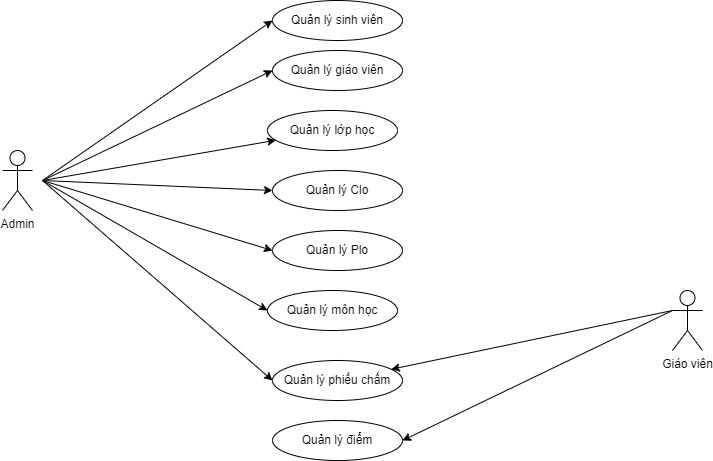 Quản lý sinh viên
Quản lý giáo viên
Quản lý lớp học
Quản lý Clo
Admin
Quản lý Plo
Quản lý môn học
Giáo viên
Quản lý phiếu chấm
Quản lý điểm